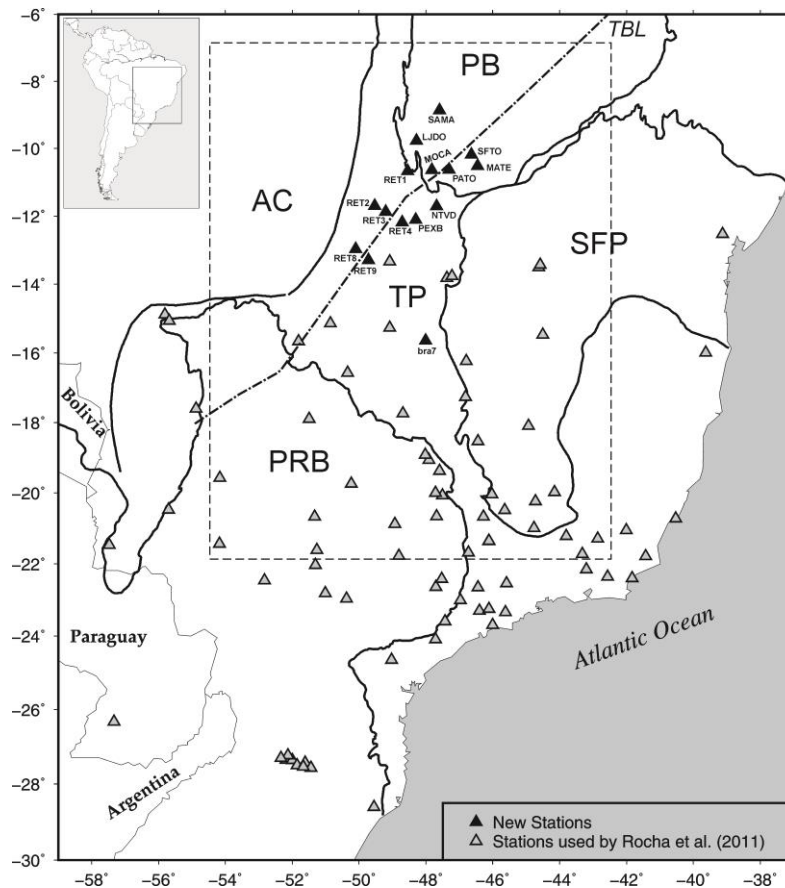 −6°
−8°
−10°
−12°
−14°
−16°
−18°
−20°
−22°
−24°
−26°
−28°
−30°
−58°
−56°
−54°
−52°
−50°
−48°
−46°
−44°
−42°
−40°
−38°
TBL
PB
AC
SAMA
LJDO
MOCA
SFTO
RET1
PATO
MATE
RET2
RET3
NTVD
RET4
PEXB
SFP
RET8
RET9
TP
bra7
Bolivia
PRB
Paraguay
Atlantic Ocean
Argentina
New Stations
Stations used by Rocha et al. (2011)